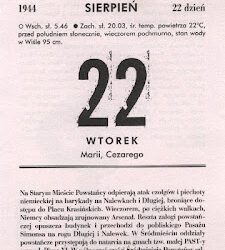 1944 SIERPIEŃ 22 dzień
O Wsch. sł. 5.46 • Zach. sł. 20.03, śr. temp. powietrza 22°C,
przed południem słonecznie, wieczorem pochmurno, stan wody
w Wiśle 95 cm.
22
WTOREK
Marii, Cezarego
Na Starym Mieście Powstańcy odpierają atak czołgów i piechoty
niemieckiej na barykady na Nalewkach i Długiej, broniące do-
stępu do Placu Krasińskich. Wieczorem, po ciężkich walkach,
Niemcy obsadzają zrujnowany Arsenał. Reszta załogi powstań-
czej opuszcza budynek i przechodzi do pobliskiego Pasażu
Simonsa na rogu Długiej i Nalewek. W Śródmieściu oddziały
powstańcze przystępują do natarcia na gmach tzw. małej PAST-y